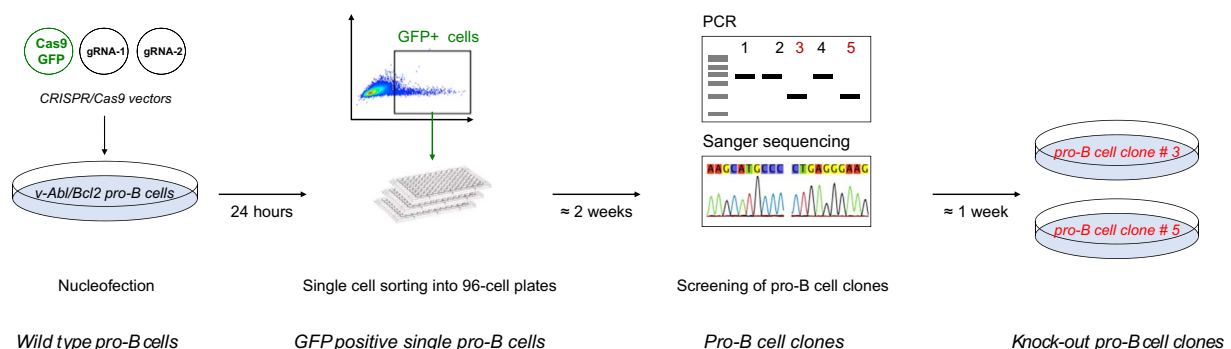 Cas9
GFP
gRNA-1
gRNA-2
CRISPR/Cas9 vectors
v-Abl/Bcl2 pro-B cells
Nucleofection
Wild type pro-B cells
24 hours
GFP+ cells
Single cell sorting into 96-cell plates
GFP positive single pro-B cells
≈ 2 weeks
PCR
1 2 3 4 5
Sanger sequencing
AAGCATGCCC CTGAGGGAAG
Screening of pro-B cell clones
Pro-B cell clones
≈ 1 week
pro-B cell clone # 3
pro-B cell clone # 5
Knock-out pro-B cell clones